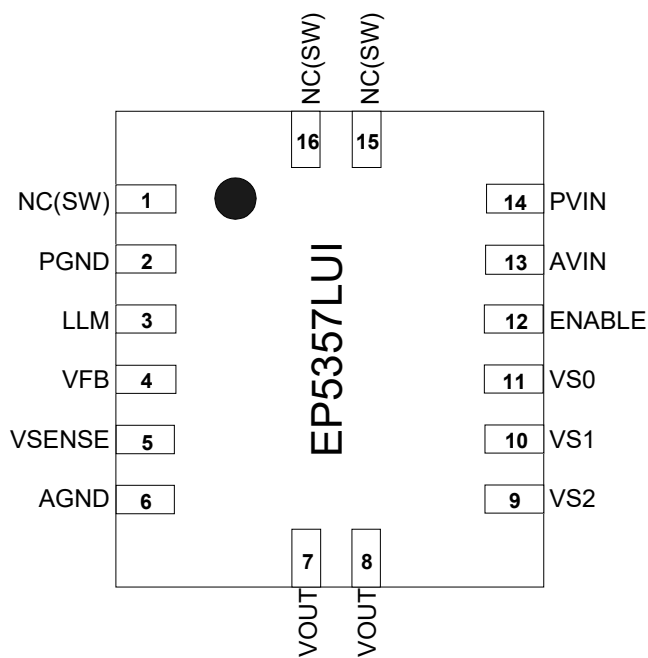 NC(SW)
NC(SW)
16
15
NC(SW)
1
14
PVIN
PGND
2
13
AVIN
LLM
3
12
ENABLE
VFB
4
11
VS0
VSENSE
5
10
VS1
AGND
6
9
VS2
EP5357LUI
7
8
VOUT
VOUT